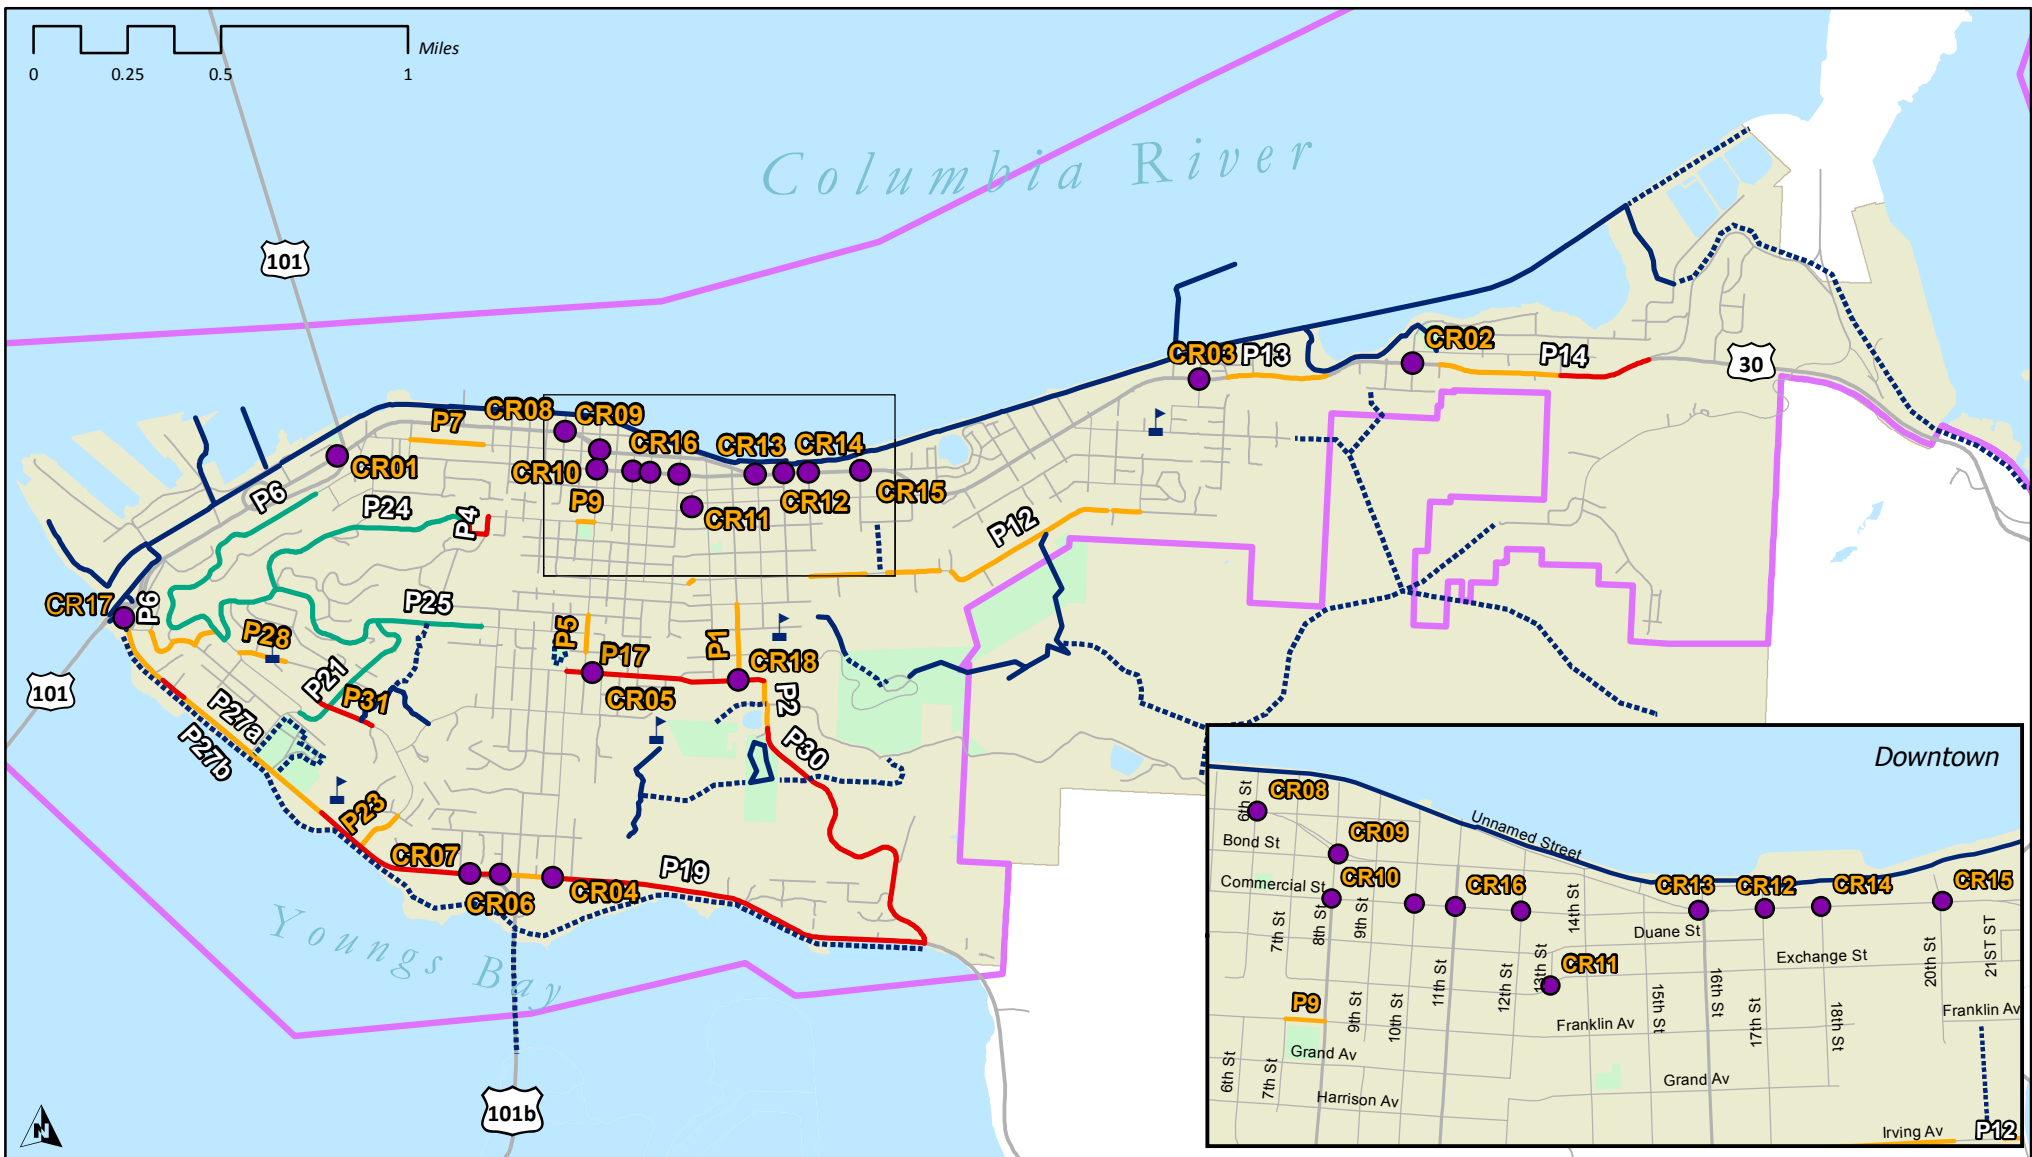 Miles
0 0.25 0.5 1
Columbia River
101
CR03
P13
CR02
P14
30
P7
CR08
CR09
CR16
CR13
CR14
CR01
CR10
CR12
CR15
P6
P24
P4
P9
CR11
P12
CR17
P6
P25
P28
P5
P1
P17
CR18
101
P21
P31
CR05
P2
P27a
P27b
P30
P23
CR07
P19
CR04
CR06
Youngs Bay
101b
N
Downtown
6th St
CR08
Bond St
CR09
Unnamed Street
Commercial St
CR10
CR16
14th St
CR13
CR12
CR14
CR15
7th St
8th St
9th St
Duane St
Exchange St
20th St
21ST ST
11th St
12th St
13th St
CR11
P9
9th St
10th St
15th St
16th St
17th St
18th St
Franklin Av
Franklin Av
6th St
7th St
Grand Av
Grand Av
Harrison Av
Irving Av
P12